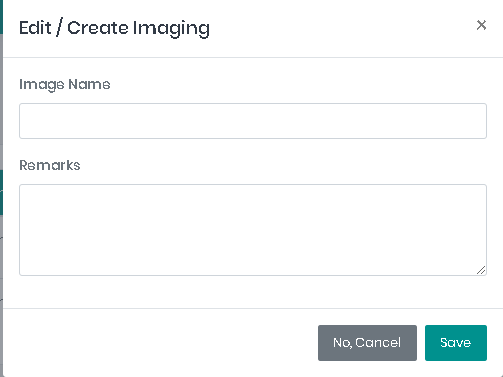 Edit / Create Imaging ×
Image Name
Remarks
No, Cancel Save